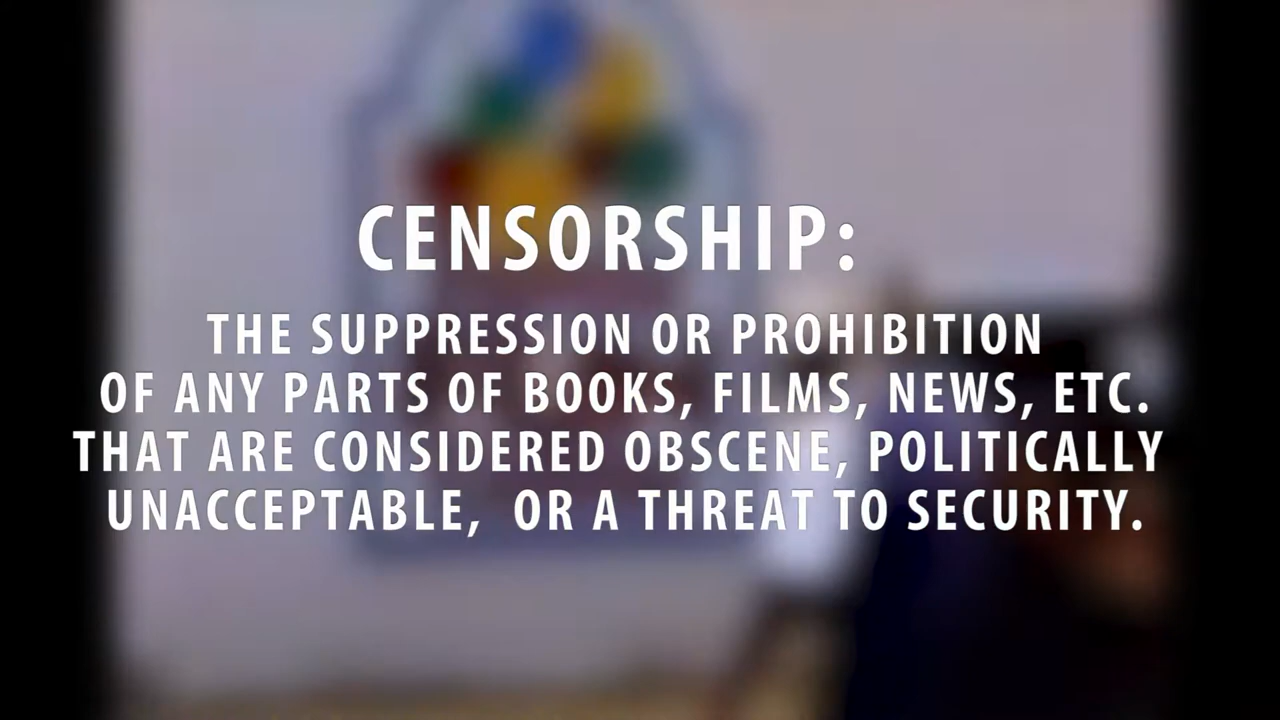 CENSORSHIP:
THE SUPPRESSION OR PROHIBITION
OF ANY PARTS OF BOOKS, FILMS, NEWS, ETC.
THAT ARE CONSIDERED OBSCENE, POLITICALLY
UNACCEPTABLE, OR A THREAT TO SECURITY.